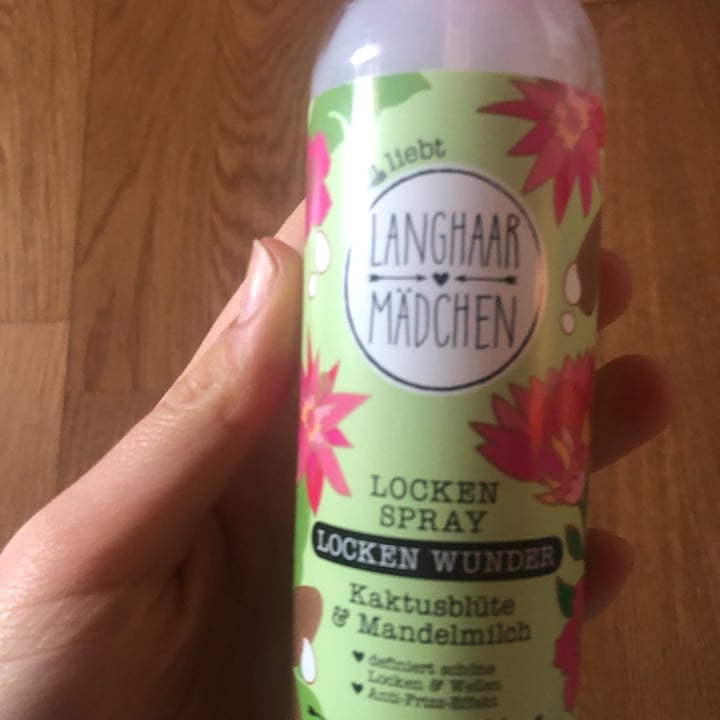 liebt
LANGHAAR
MÄDCHEN
LOCKEN
SPRAY
LOCKEN WUNDER
Kaktusblüte
& Mandelmilch
definiert schöne
Locken & Wellen
Anti-Frizz-Effekt